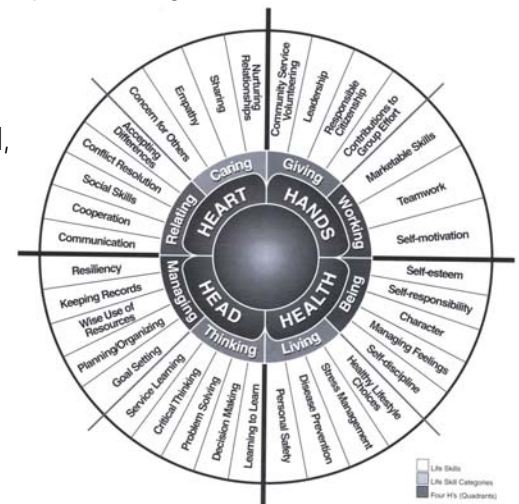 l,
Nurturing
Relationships
Sharing
Empathy
Concern for Others
Accepting
Differences
Conflict Resolution
Social Skills
Cooperation
Communication
Community Service
Volunteering
Leadership
Responsible
Citizenship
Contributions to
Group Effort
Marketable Skills
Teamwork
Self-motivation
Self-esteem
Self-responsibility
Character
Managing Feelings
Self-discipline
Healthy Lifestyle
Choices
Stress Management
Disease Prevention
Personal Safety
Resiliency
Keeping Records
Wise Use of
Resources
Planning/Organizing
Goal Setting
Service Learning
Critical Thinking
Problem Solving
Decision Making
Learning to Learn
Relating
Caring
Giving
Working
Being
Living
Thinking
Managing
HEART
HANDS
HEALTH
HEAD
Life Skills
Life Skill Categories
Four H's (Quadrants)